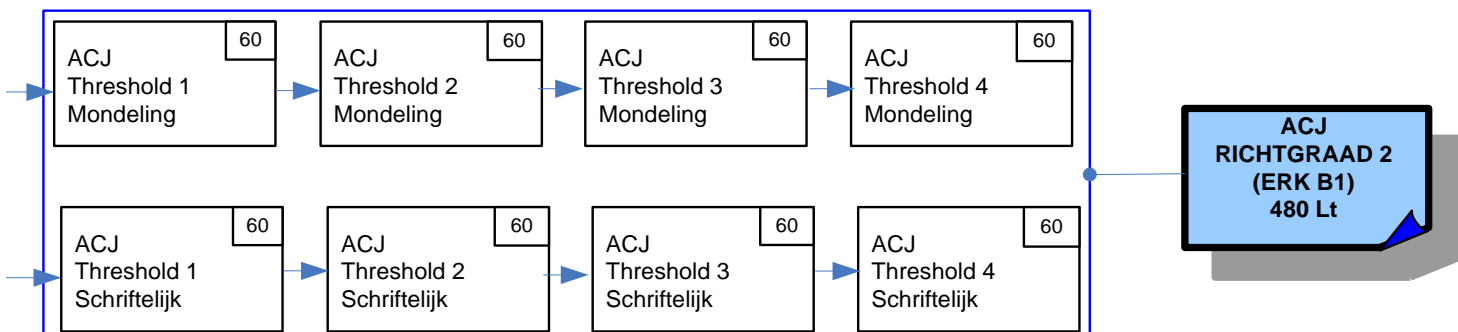 60
ACJ
Threshold 1
Mondeling
60
ACJ
Threshold 2
Mondeling
60
ACJ
Threshold 3
Mondeling
60
ACJ
Threshold 4
Mondeling
60
ACJ
Threshold 1
Schriftelijk
60
ACJ
Threshold 2
Schriftelijk
60
ACJ
Threshold 3
Schriftelijk
60
ACJ
Threshold 4
Schriftelijk
ACJ
RICHTGRAAD 2
(ERK B1)
480 Lt